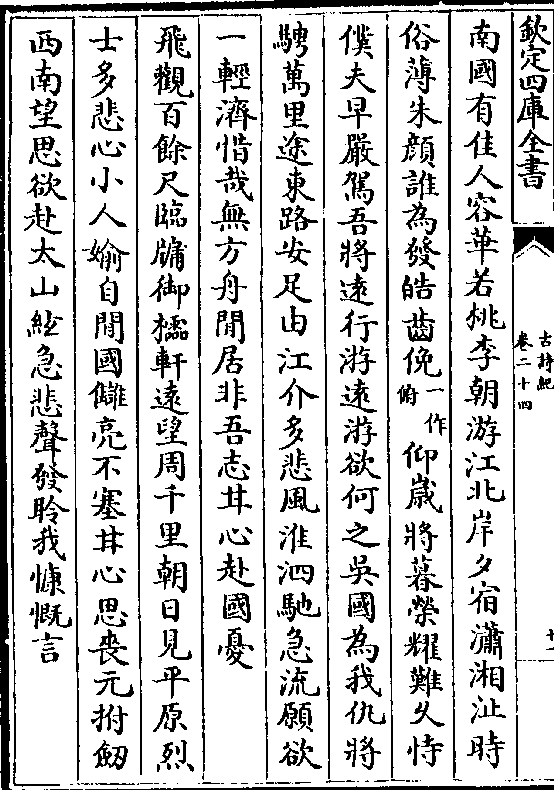 欽定四庫全書
古詩紀
卷二十四
南國有佳人容華若桃李朝游江北岸夕宿瀟湘沚時
俗薄朱顔誰為發皓齒俛一作俯仰歲將暮榮耀難久恃
僕夫早嚴駕吾將遠行游遠游欲何之吳國為我仇將
騁萬里途東路安足由江介多悲風淮泗馳急流願欲
一輕濟惜哉無方舟閒居非吾志甘心赴國憂
飛觀百餘尺臨牖御櫺軒遠望周千里朝日見平原烈
士多悲心小人媮自閒國讎亮不塞甘心思喪元拊劒
西南望思欲赴太山絃急悲聲發聆我慷慨言